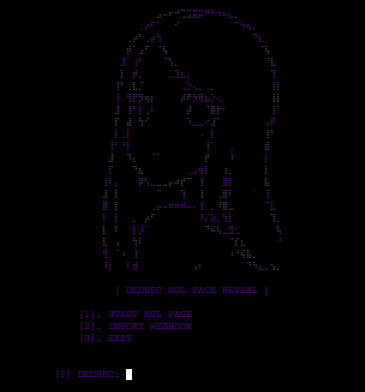 [ DEDSEC NGL FACE REVEAL ]
[1]. START NGL PAGE
[2]. IMPORT WEBHOOK
[0]. EXIT
[?] DEDSEC: